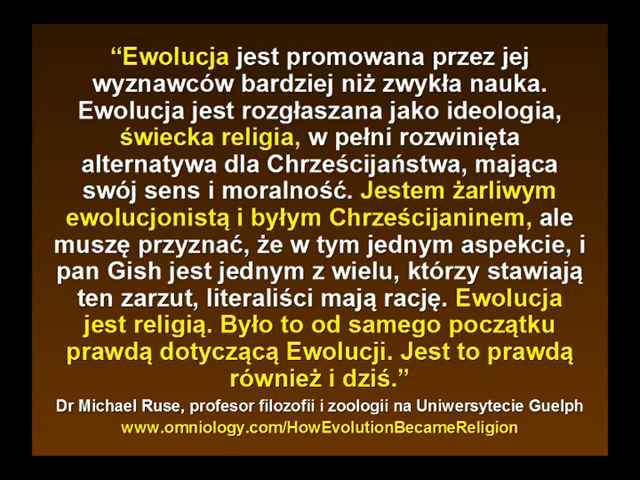 “Ewolucja jest promowana przez jej
wyznawców bardziej niż zwykła nauka.
Ewolucja jest rozgłaszana jako ideologia,
świecka religia, w pełni rozwinięta
alternatywa dla Chrześcijaństwa, mająca
swój sens i moralność. Jestem żarliwym
ewolucjonistą i byłym Chrześcijaninem, ale
muszę przyznać, że w tym jednym aspekcie, i
pan Gish jest jednym z wielu, którzy stawiają
ten zarzut, literaliści mają rację. Ewolucja
jest religią. Było to od samego początku
prawdą dotyczącą Ewolucji. Jest to prawdą
również i dziś.”
Dr Michael Ruse, profesor filozofii i zoologii na Uniwersytecie Guelph
www.omniology.com/HowEvolutionBecameReligion